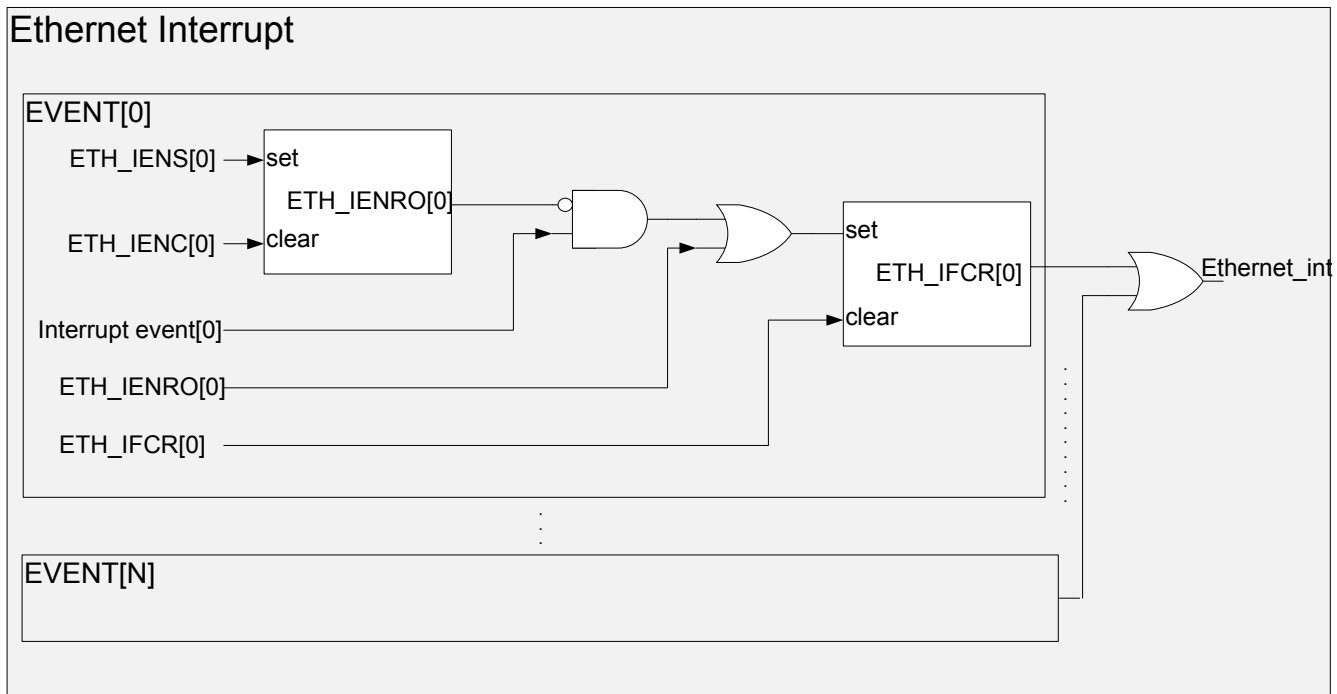 Ethernet Interrupt
EVENT[0]
ETH_IENS[0]
set
ETH_IENRO[0]
ETH_IENC[0]
clear
set
ETH_IFCR[0]
clear
Ethernet_int
Interrupt event[0]
ETH_IENRO[0]
ETH_IFCR[0]
EVENT[N]